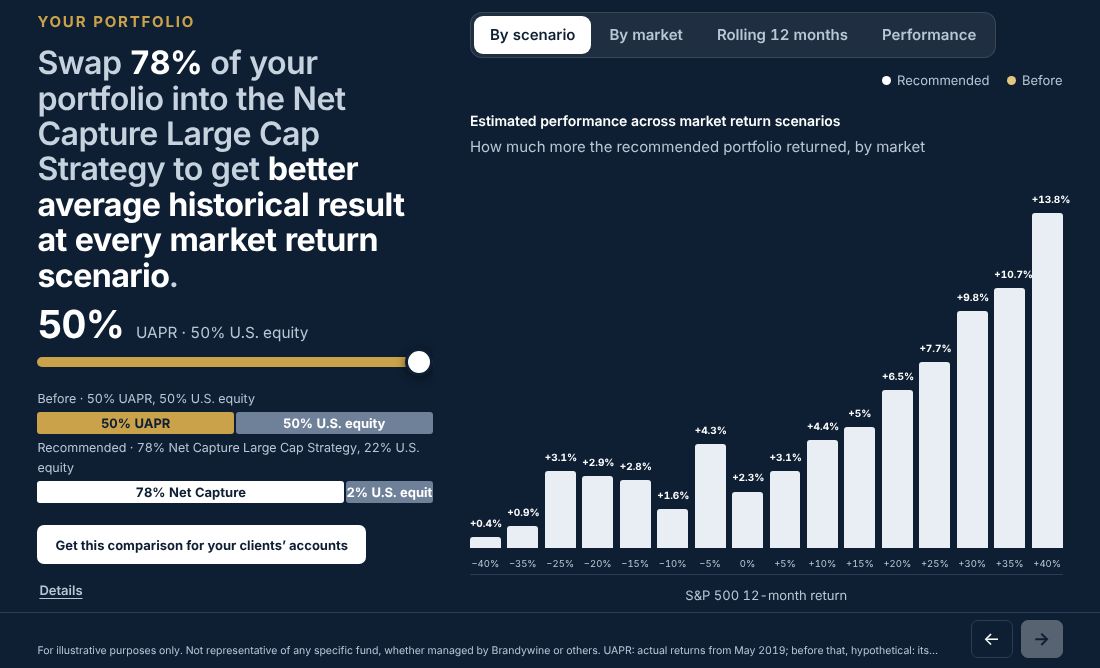 YOUR PORTFOLIO
Swap 78% of your
portfolio into the Net
Capture Large Cap
Strategy to get better
average historical result
at every market return
scenario.
50% UAPR · 50% U.S. equity
Before · 50% UAPR, 50% U.S. equity
50% UAPR 50% U.S. equity
Recommended · 78% Net Capture Large Cap Strategy, 22% U.S.
equity
78% Net Capture 2% U.S. equit
Get this comparison for your clients’ accounts
Details
By scenario By market Rolling 12 months Performance
Recommended Before
Estimated performance across market return scenarios
How much more the recommended portfolio returned, by market
+0.4% +0.9% +3.1% +2.9% +2.8% +1.6% +4.3% +2.3% +3.1% +4.4% +5% +6.5% +7.7% +9.8% +10.7% +13.8%
−40% −35% −25% −20% −15% −10% −5% 0% +5% +10% +15% +20% +25% +30% +35% +40%
S&P 500 12-month return
For illustrative purposes only. Not representative of any specific fund, whether managed by Brandywine or others. UAPR: actual returns from May 2019; before that, hypothetical: its…